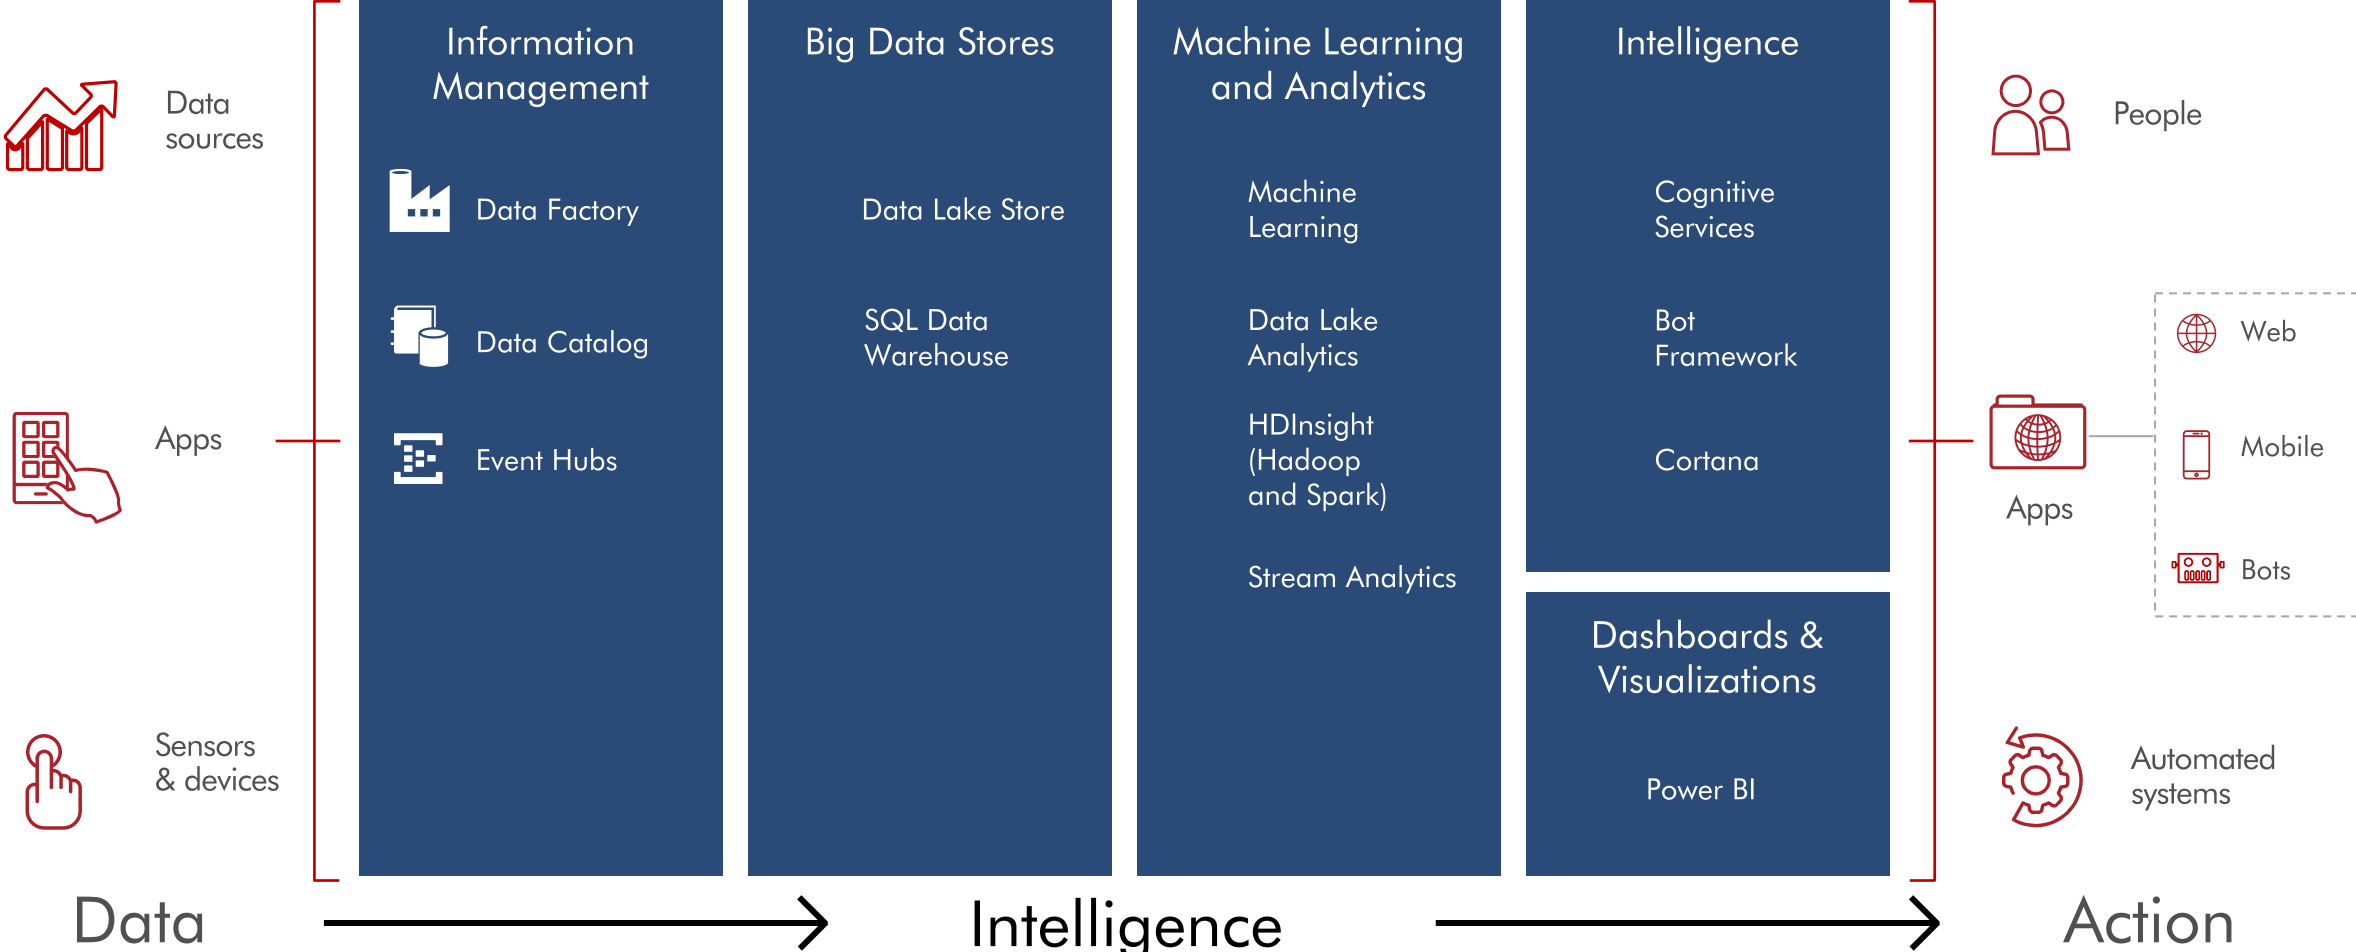 Data
sources
Apps
Sensors
& devices
Information
Management
Data Factory
Data Catalog
Event Hubs
Big Data Stores
Data Lake Store
SQL Data
Warehouse
Machine Learning
and Analytics
Machine
Learning
Data Lake
Analytics
HDInsight
(Hadoop
and Spark)
Stream Analytics
Intelligence
Cognitive
Services
Bot
Framework
Cortana
Dashboards &
Visualizations
Power BI
People
Apps
Web
Mobile
Bots
Automated
systems
Data
Intelligence
Action